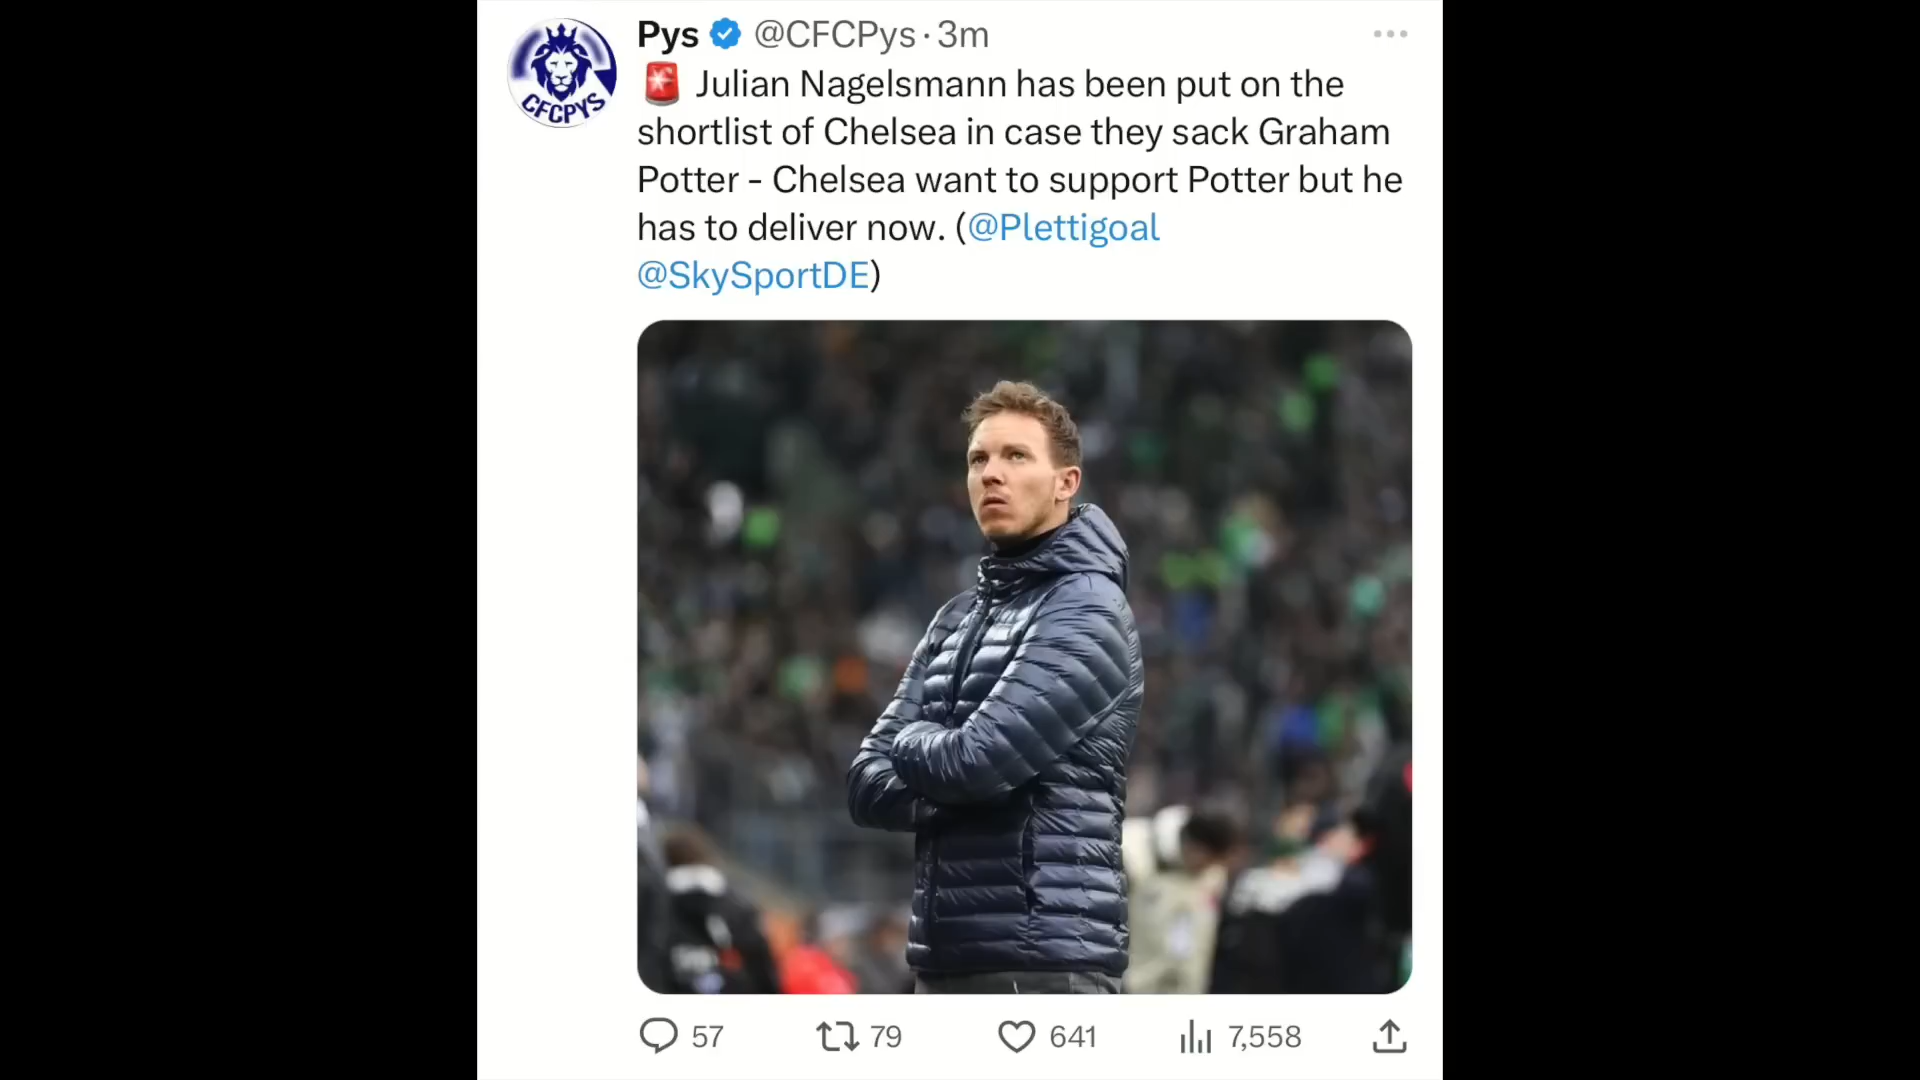 CFCPYS
Pys @CFCPys · 3m
🚨 Julian Nagelsmann has been put on the
shortlist of Chelsea in case they sack Graham
Potter - Chelsea want to support Potter but he
has to deliver now. (@Plettigoal
@SkySportDE)
57 79 641 7,558